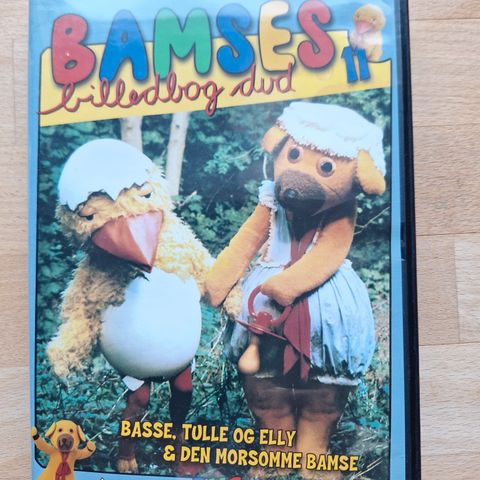 BAMSES
billedbog dvd 11
BASSE, TULLE OG ELLY
& DEN MORSOMME BAMSE